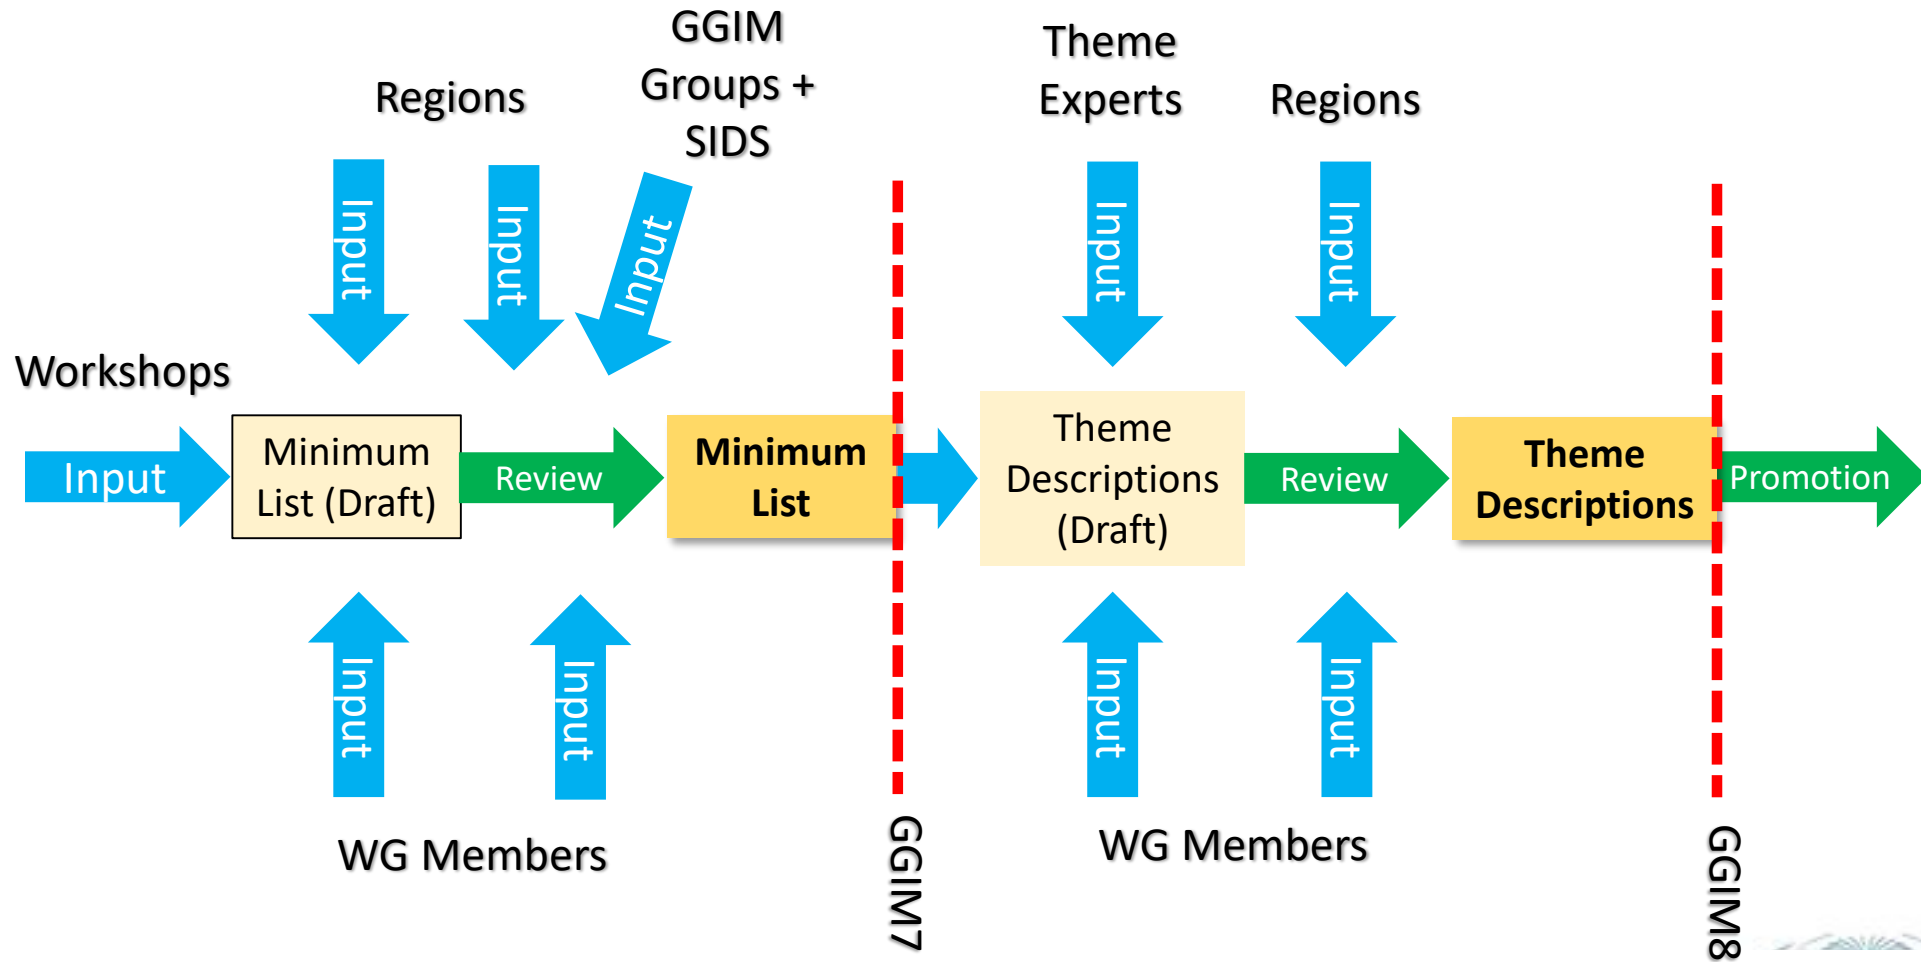 GGIM
Groups +
SIDS
Regions
Theme
Experts
Regions
Input
Input
Input
Input
Input
Workshops
Input
Minimum
List (Draft)
Review
Minimum
List
Theme
Descriptions
(Draft)
Review
Theme
Descriptions
Promotion
Input
Input
Input
Input
WG Members
WG Members
GGIM7
GGIM8